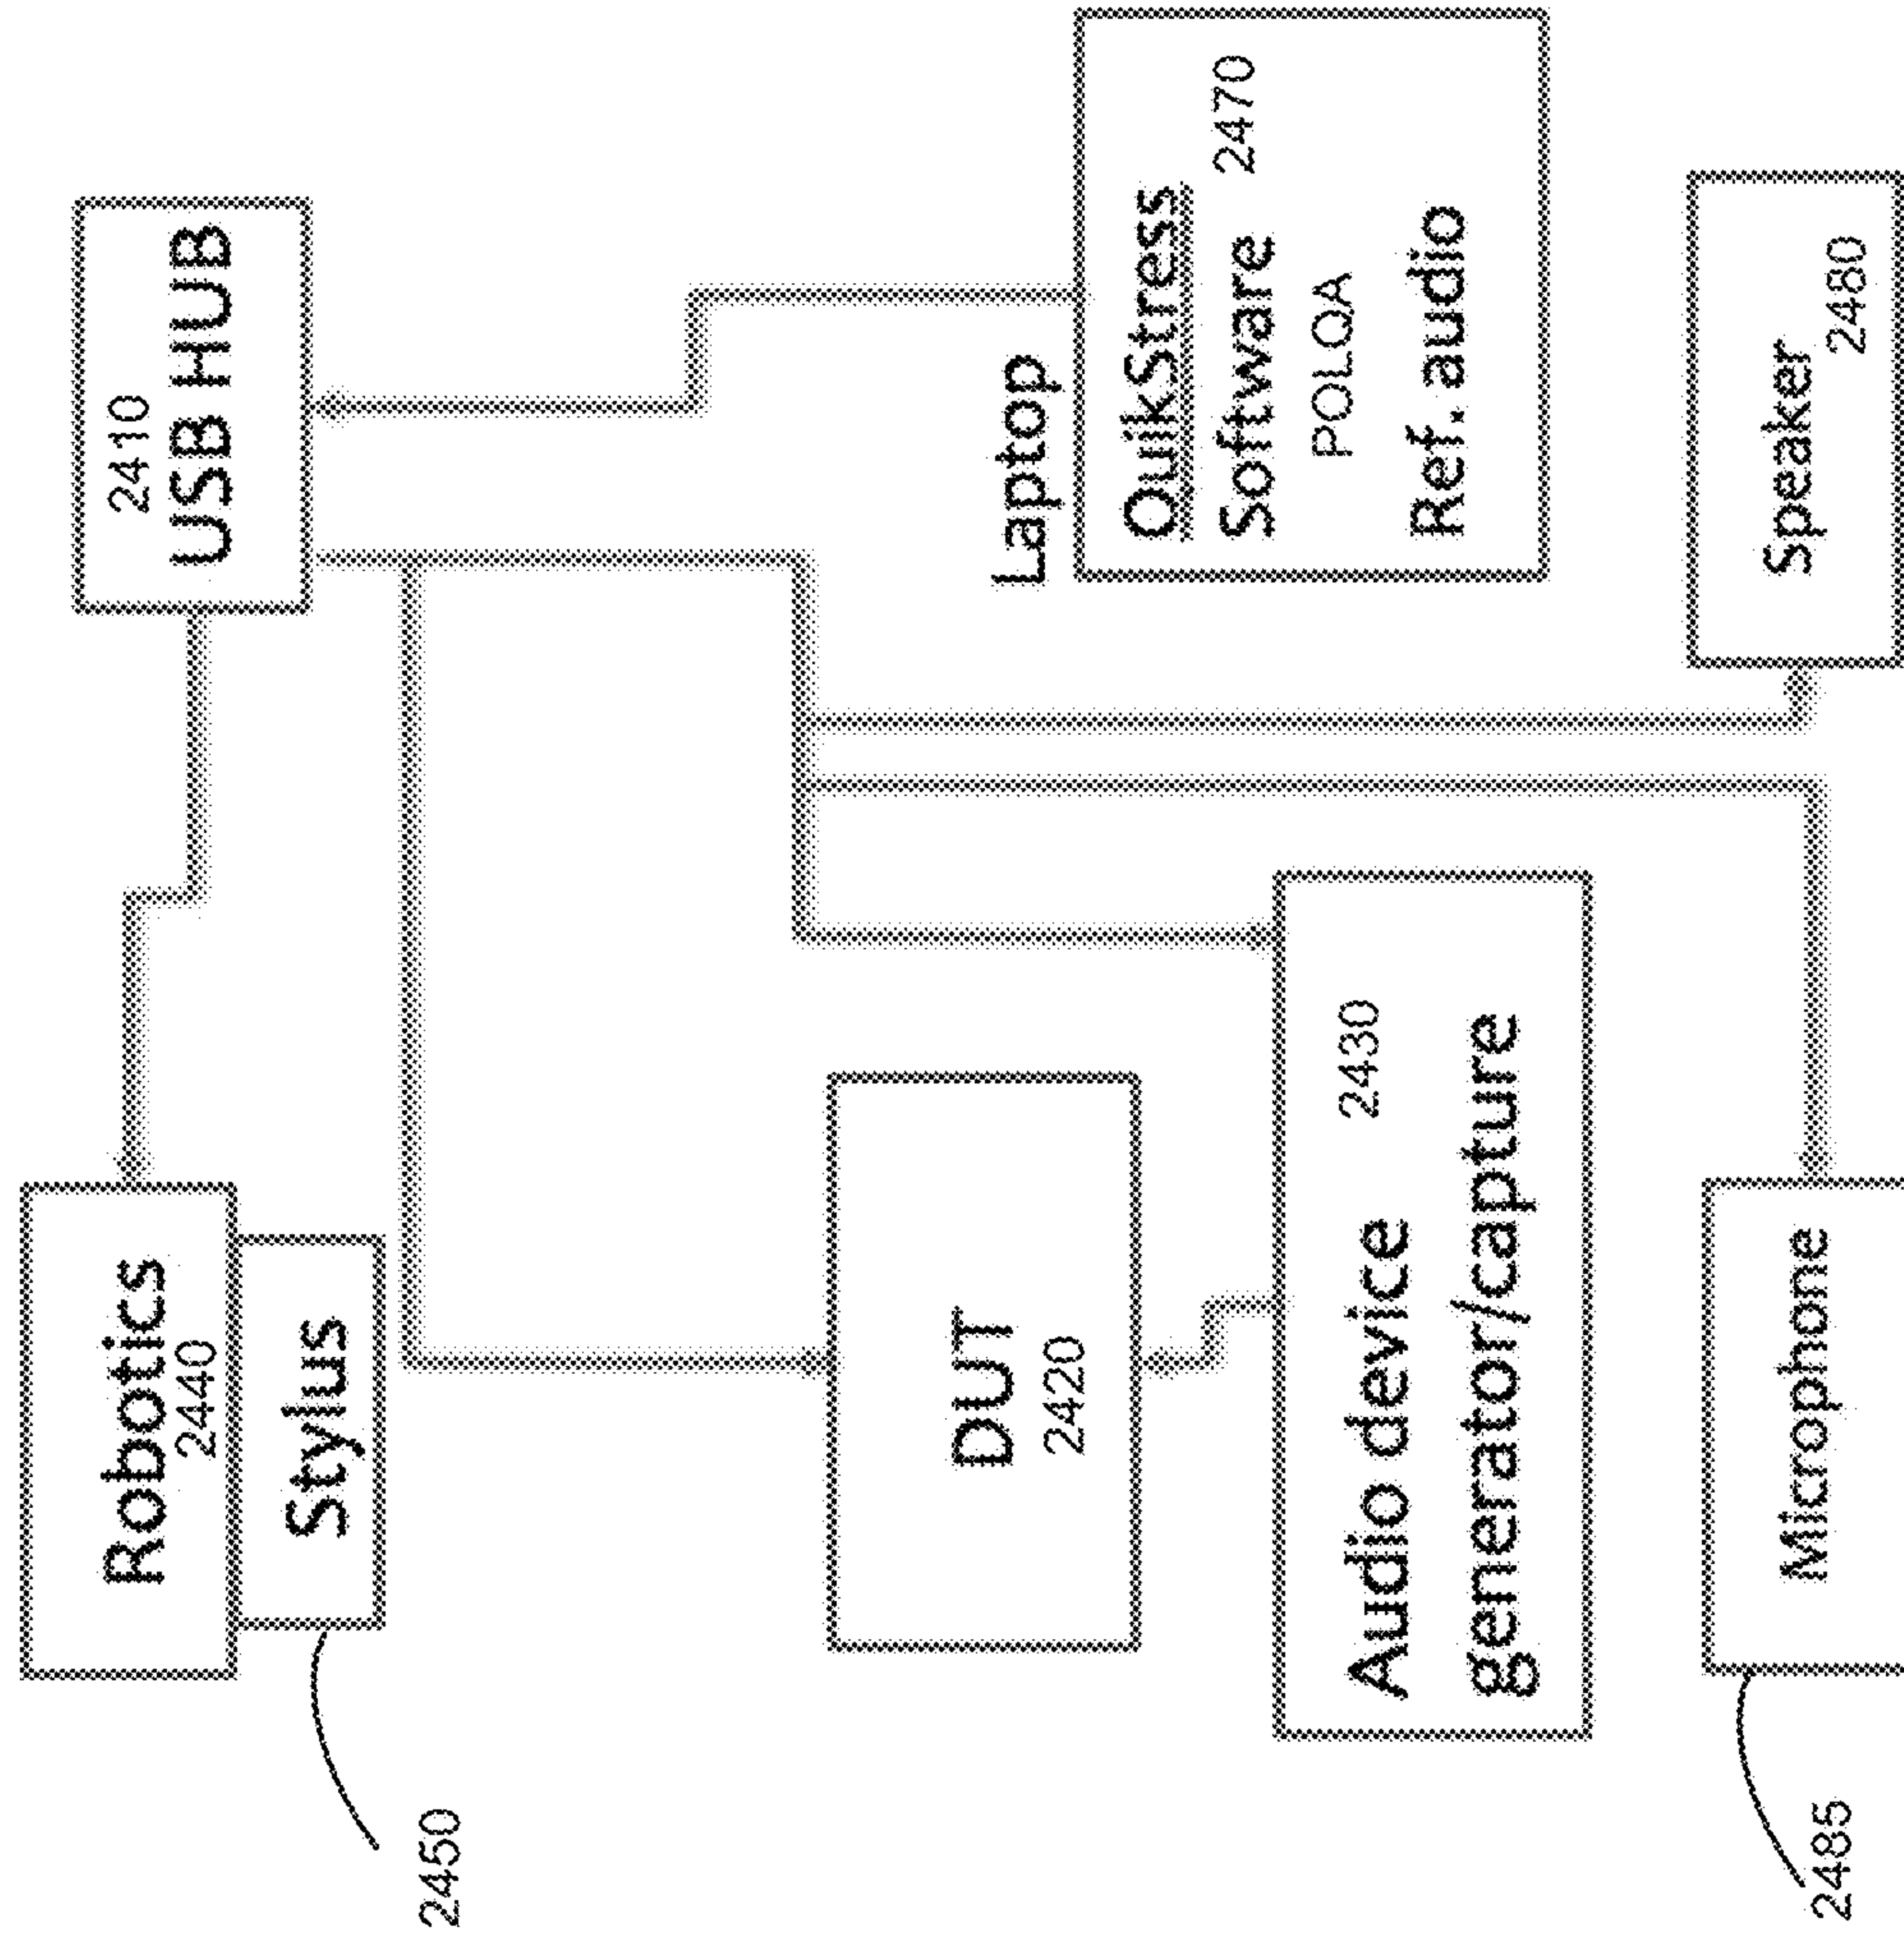 Robotics
2440
Stylus
2450
2410
USB HUB
DUT
2420
Laptop
QuikStress
Software 2470
POLQA
Ref. audio
Audio device 2430
generator/capture
Microphone
2485
Speaker
2480